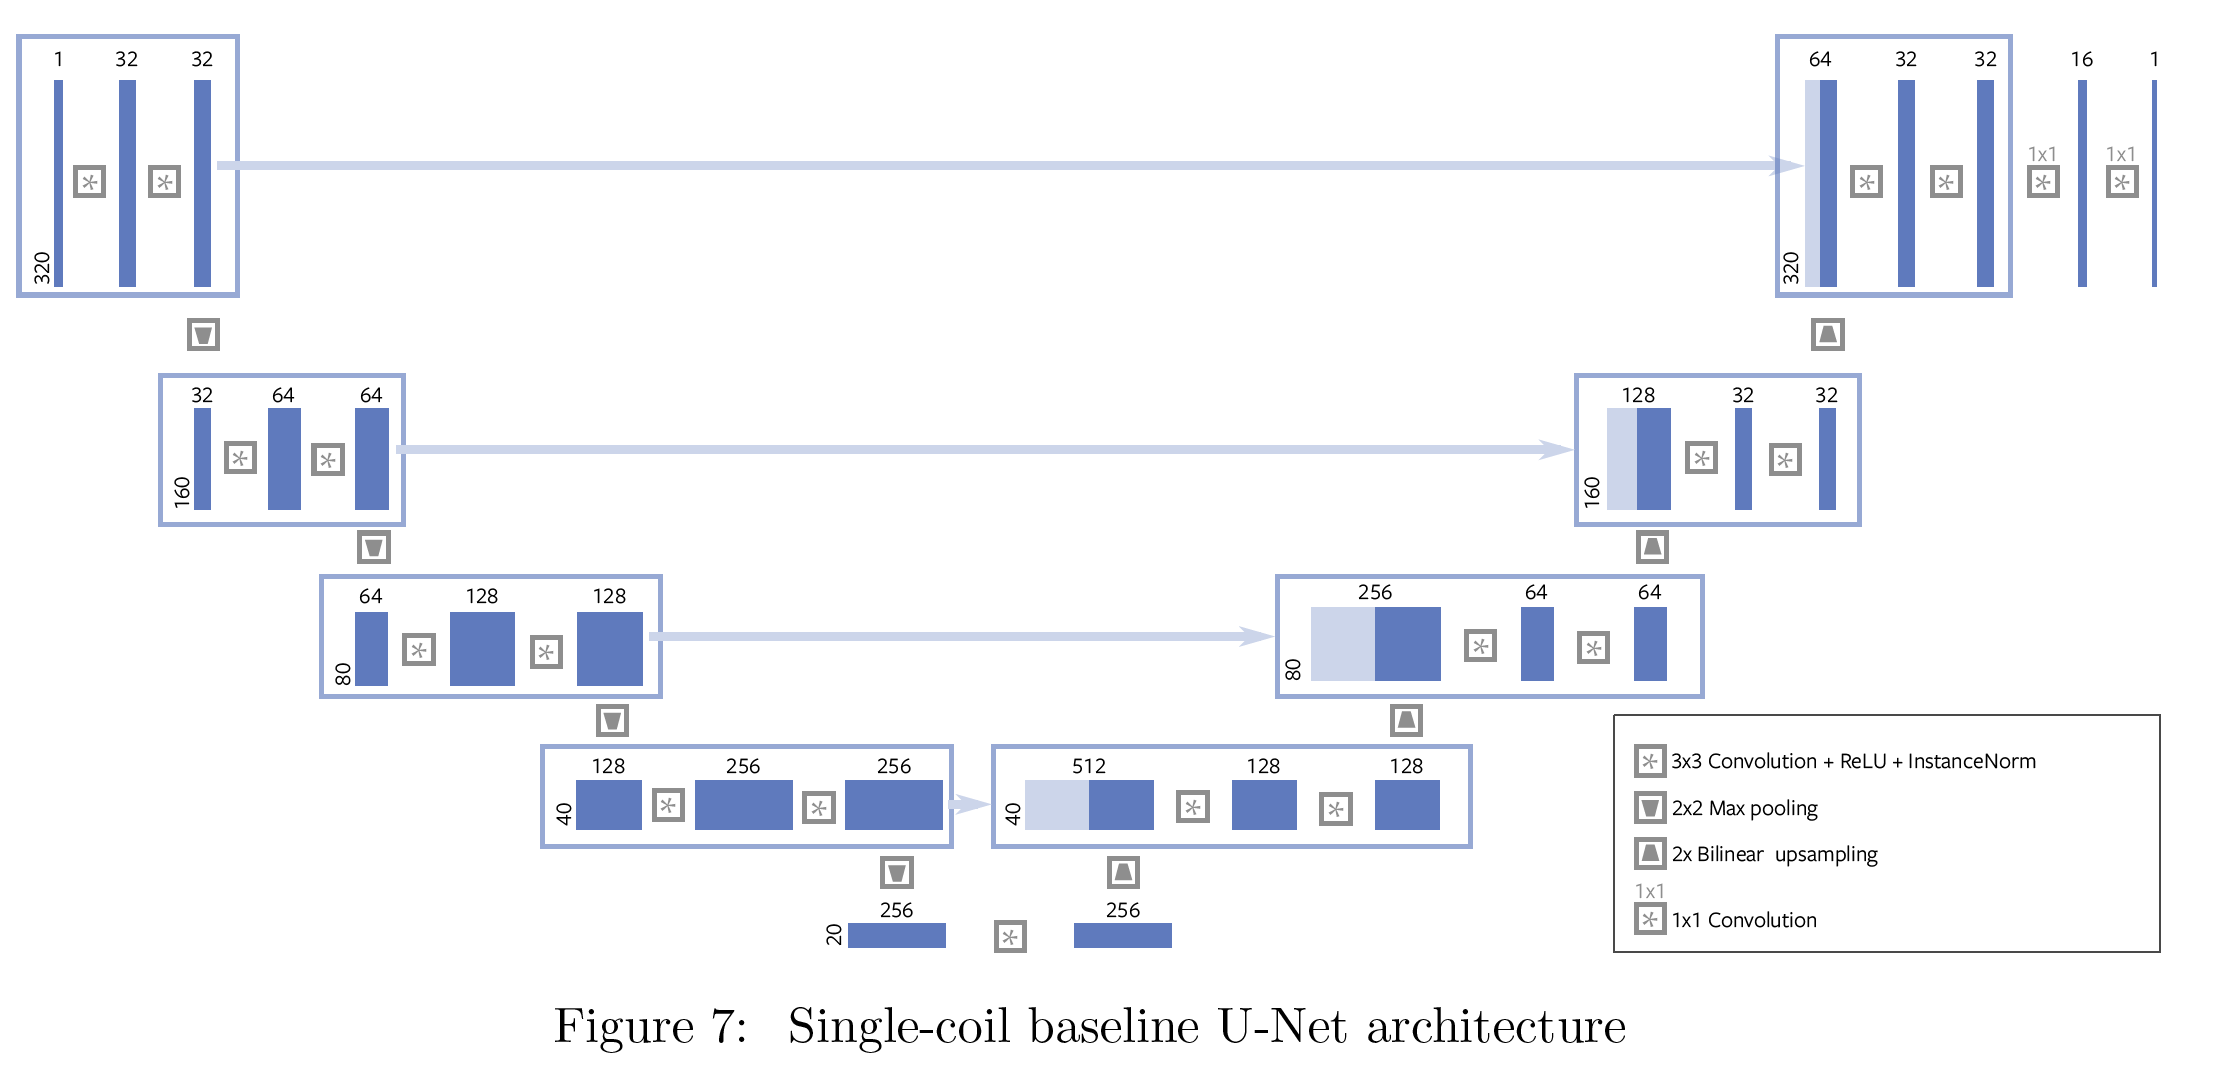 1 32 32
64 32 32 16 1
1x1 1x1
320
320
32 64 64
128 32 32
160
160
64 128 128
256 64 64
80
80
128 256 256
512 128 128
40
40
256 256
20
3x3 Convolution + ReLU + InstanceNorm
2x2 Max pooling
2x Bilinear upsampling
1x1
1x1 Convolution
Figure 7: Single-coil baseline U-Net architecture